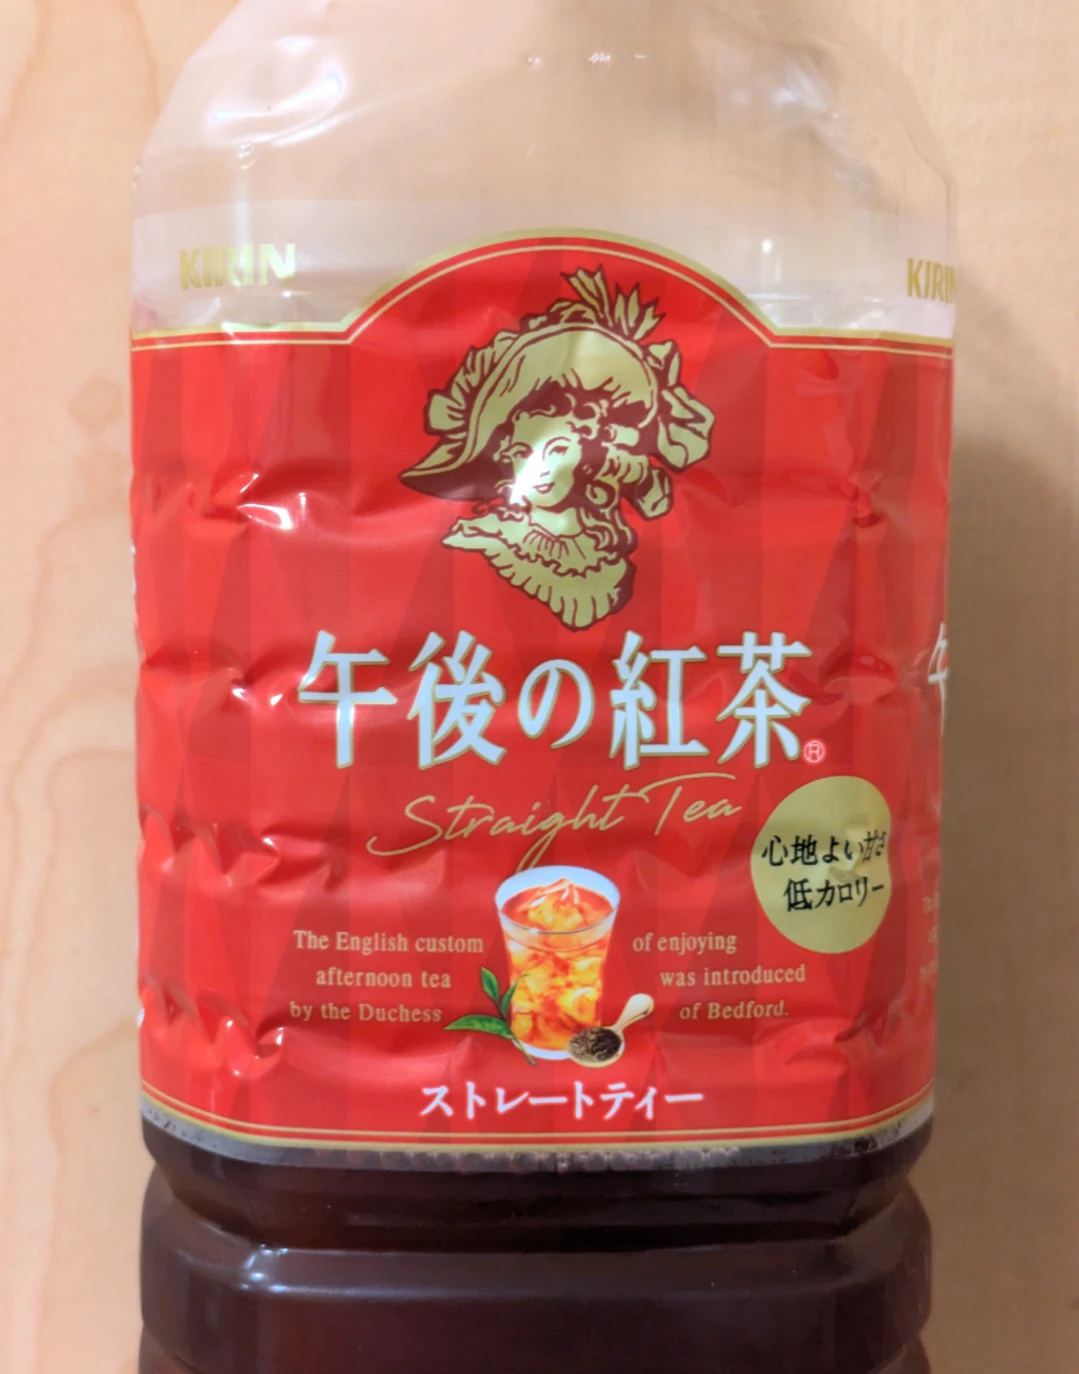 KIRIN
KIRIN
午後の紅茶®
Straight Tea
心地よい甘さ
低カロリー
The English custom of enjoying
afternoon tea was introduced
by the Duchess of Bedford.
ストレートティー